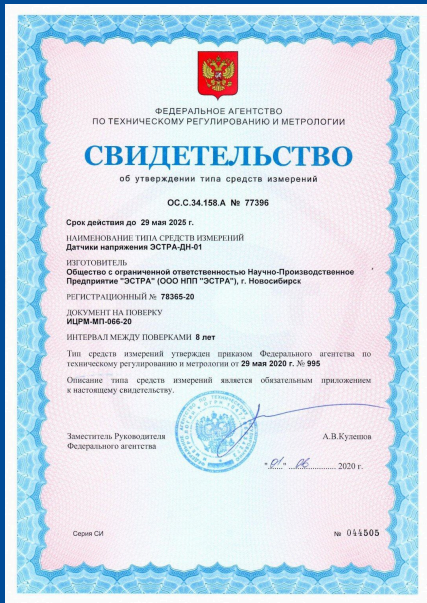 ФЕДЕРАЛЬНОЕ АГЕНТСТВО
ПО ТЕХНИЧЕСКОМУ РЕГУЛИРОВАНИЮ И МЕТРОЛОГИИ
СВИДЕТЕЛЬСТВО
об утверждении типа средств измерений
ОС.С.34.158.А № 77396
Срок действия до 29 мая 2025 г.
НАИМЕНОВАНИЕ ТИПА СРЕДСТВ ИЗМЕРЕНИЙ
Датчики напряжения ЭСТРА-ДН-01
ИЗГОТОВИТЕЛЬ
Общество с ограниченной ответственностью Научно-Производственное
Предприятие "ЭСТРА" (ООО НПП "ЭСТРА"), г. Новосибирск
РЕГИСТРАЦИОННЫЙ № 78365-20
ДОКУМЕНТ НА ПОВЕРКУ
ИЦРМ-МП-066-20
ИНТЕРВАЛ МЕЖДУ ПОВЕРКАМИ 8 лет
Тип средств измерений утвержден приказом Федерального агентства по
техническому регулированию и метрологии от 29 мая 2020 г. № 995
Описание типа средств измерений является обязательным приложением
к настоящему свидетельству.
Заместитель Руководителя
Федерального агентства
А.В.Кулешов
"01" 06 2020 г.
Серия СИ
№ 044505